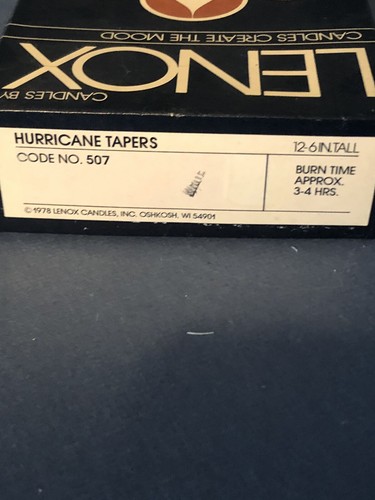 CANDLES CREATE THE MOOD
CANDLES BY
LENOX
HURRICANE TAPERS
12-6 IN. TALL
CODE NO. 507
WHITE
BURN TIME
APPROX.
3-4 HRS.
© 1978 LENOX CANDLES, INC. OSHKOSH, WI 54901